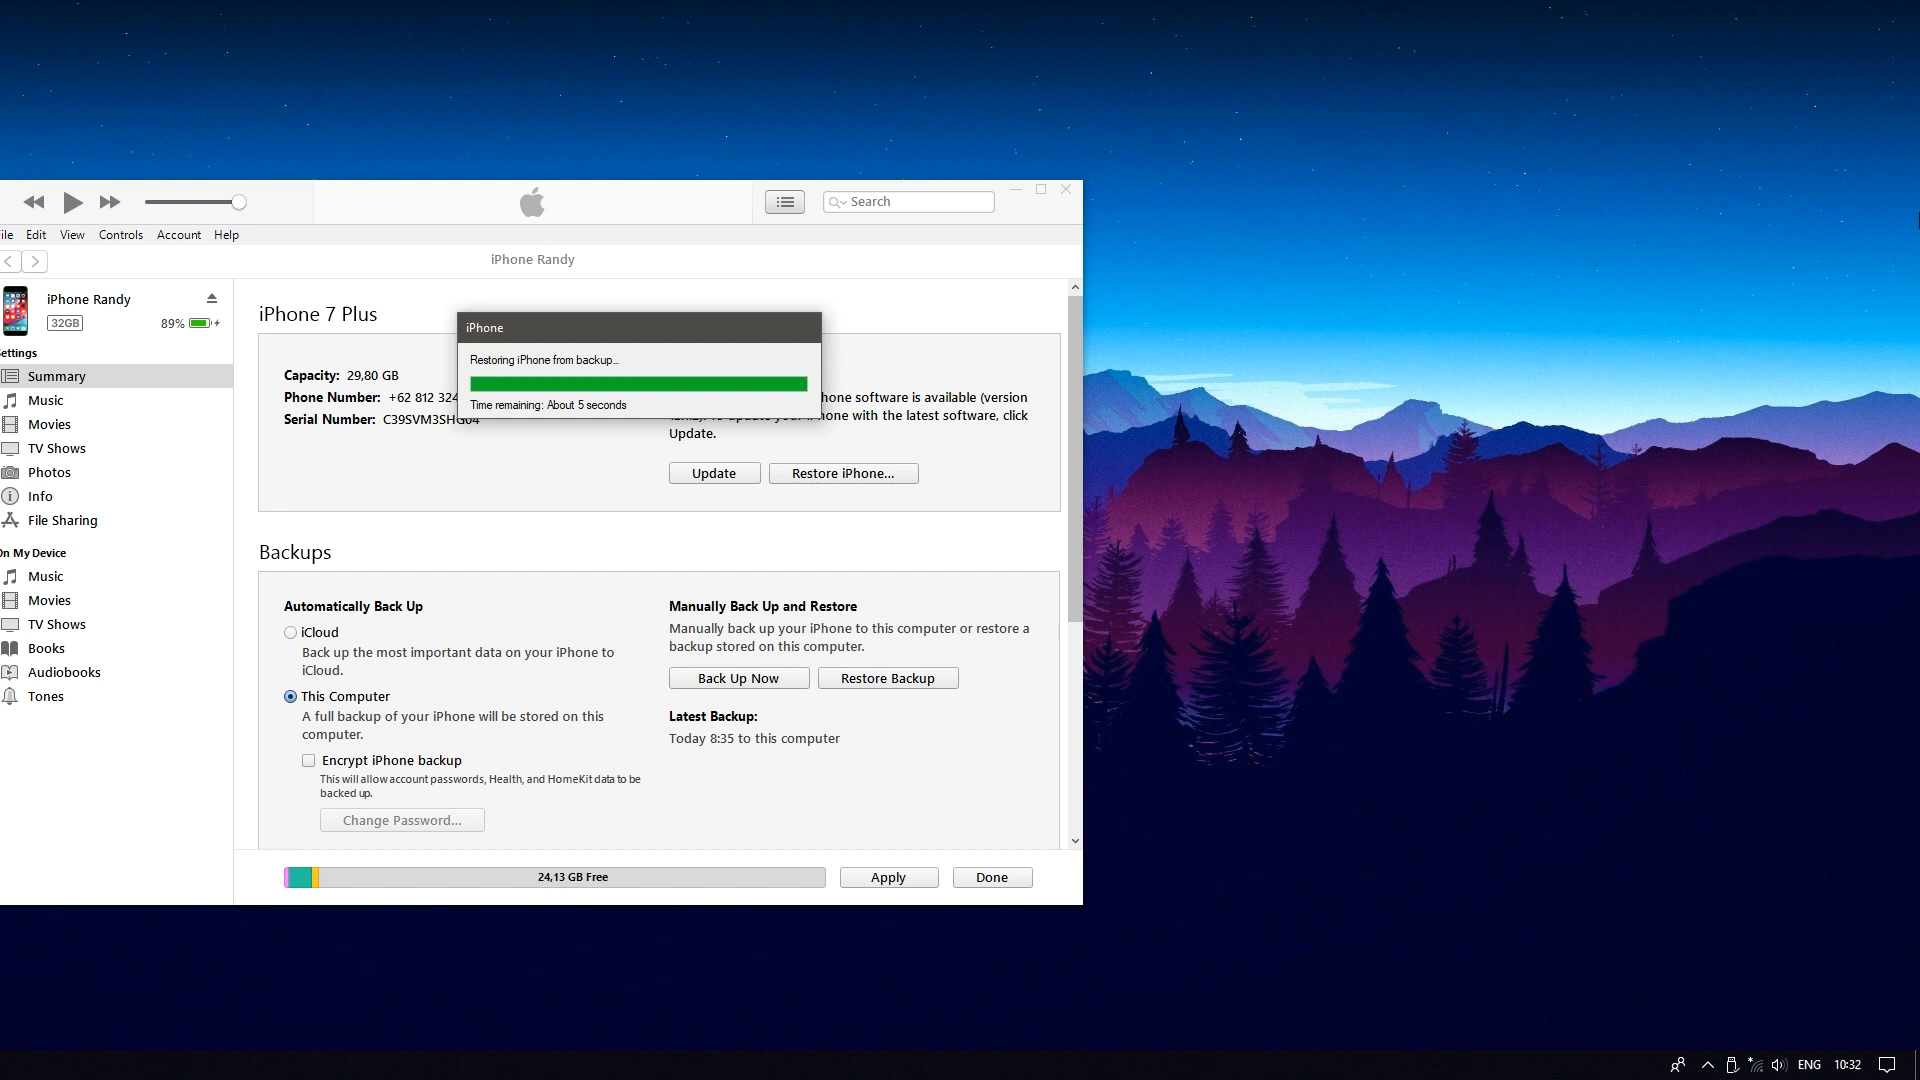 Search
ile Edit View Controls Account Help
iPhone Randy
iPhone Randy
32GB
89%
ettings
Summary
Music
Movies
TV Shows
Photos
Info
File Sharing
On My Device
Music
Movies
TV Shows
Books
Audiobooks
Tones
iPhone 7 Plus
Capacity: 29,80 GB
Phone Number: +62 812 324
Serial Number: C39SVM3SHG04
iPhone
Restoring iPhone from backup...
Time remaining: About 5 seconds
hone software is available (version
hone with the latest software, click
Update.
Update
Restore iPhone...
Backups
Automatically Back Up
iCloud
Back up the most important data on your iPhone to
iCloud.
This Computer
A full backup of your iPhone will be stored on this
computer.
Encrypt iPhone backup
This will allow account passwords, Health, and HomeKit data to be
backed up.
Change Password...
Manually Back Up and Restore
Manually back up your iPhone to this computer or restore a
backup stored on this computer.
Back Up Now
Restore Backup
Latest Backup:
Today 8:35 to this computer
24,13 GB Free
Apply
Done
ENG 10:32